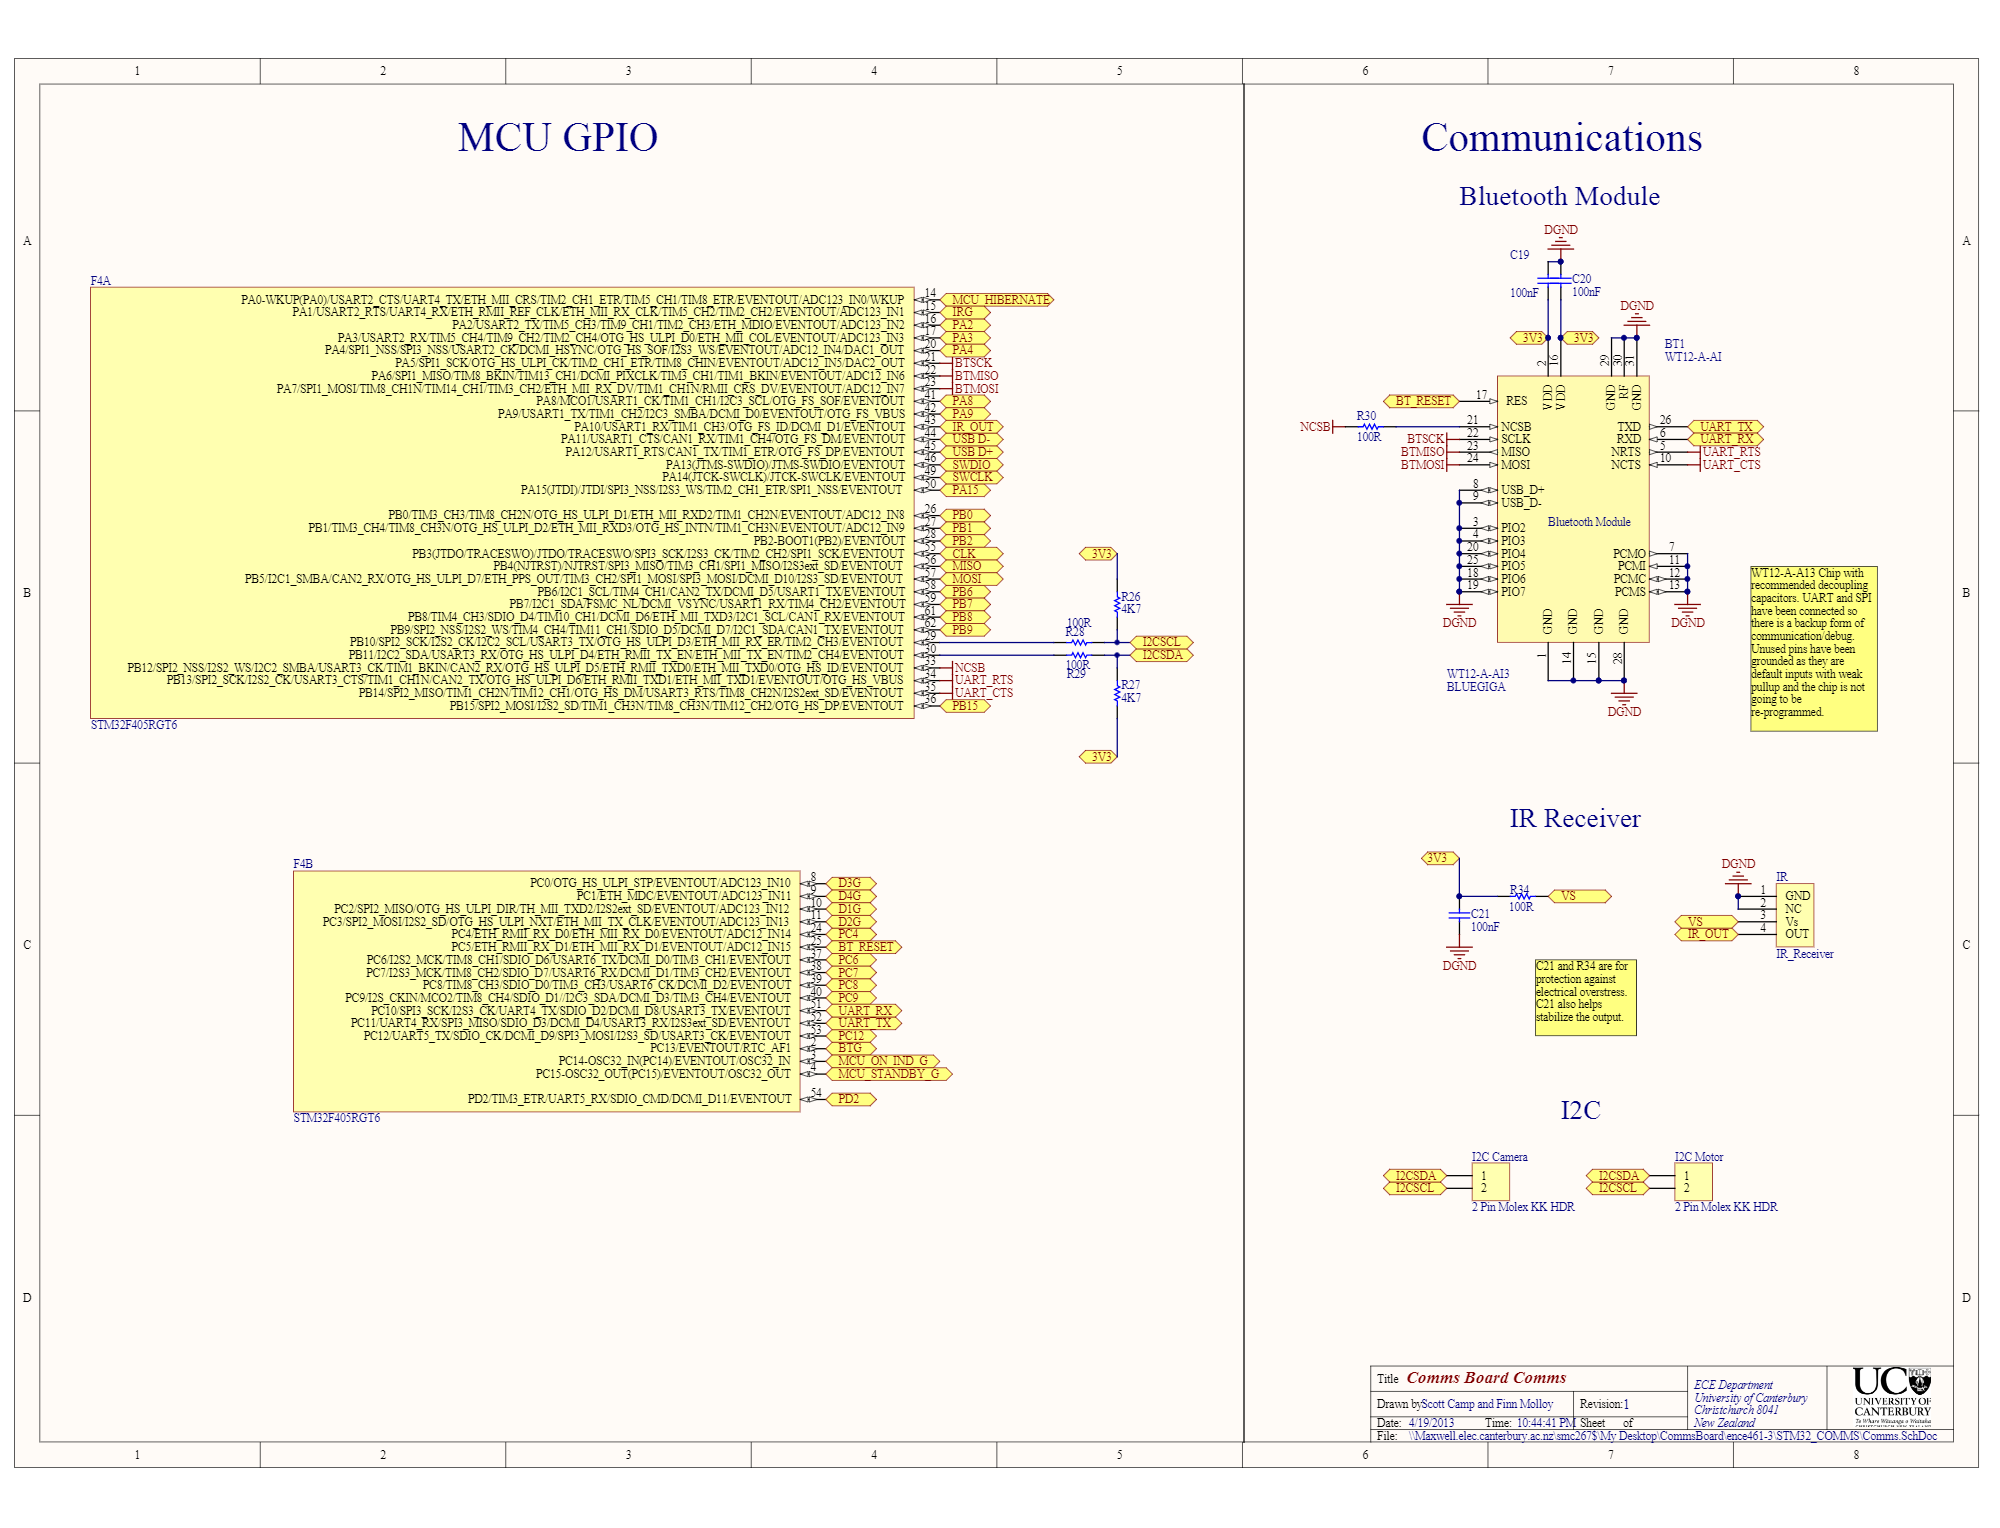 1 2 3 4 5 6 7 8
MCU GPIO
Communications
Bluetooth Module
A
A
B
B
C
C
D
D
F4A
PA0-WKUP(PA0)/USART2_CTS/UART4_TX/ETH_MII_CRS/TIM2_CH1_ETR/TIM5_CH1/TIM8_ETR/EVENTOUT/ADC123_IN0/WKUP 14 MCU_HIBERNATE
PA1/USART2_RTS/UART4_RX/ETH_RMII_REF_CLK/ETH_MII_RX_CLK/TIM5_CH2/TIM2_CH2/EVENTOUT/ADC123_IN1 15 IRG
PA2/USART2_TX/TIM5_CH3/TIM9_CH1/TIM2_CH3/ETH_MDIO/EVENTOUT/ADC123_IN2 16 PA2
PA3/USART2_RX/TIM5_CH4/TIM9_CH2/TIM2_CH4/OTG_HS_ULPI_D0/ETH_MII_COL/EVENTOUT/ADC123_IN3 17 PA3
PA4/SPI1_NSS/SPI3_NSS/USART2_CK/DCMI_HSYNC/OTG_HS_SOF/I2S3_WS/EVENTOUT/ADC12_IN4/DAC1_OUT 20 PA4
PA5/SPI1_SCK/OTG_HS_ULPI_CK/TIM2_CH1_ETR/TIM8_CHIN/EVENTOUT/ADC12_IN5/DAC2_OUT 21 BTSCK
PA6/SPI1_MISO/TIM8_BKIN/TIM13_CH1/DCMI_PIXCLK/TIM3_CH1/TIM1_BKIN/EVENTOUT/ADC12_IN6 22 BTMISO
PA7/SPI1_MOSI/TIM8_CH1N/TIM14_CH1/TIM3_CH2/ETH_MII_RX_DV/TIM1_CH1N/RMII_CRS_DV/EVENTOUT/ADC12_IN7 23 BTMOSI
PA8/MCO1/USART1_CK/TIM1_CH1/I2C3_SCL/OTG_FS_SOF/EVENTOUT 41 PA8
PA9/USART1_TX/TIM1_CH2/I2C3_SMBA/DCMI_D0/EVENTOUT/OTG_FS_VBUS 42 PA9
PA10/USART1_RX/TIM1_CH3/OTG_FS_ID/DCMI_D1/EVENTOUT 43 IR_OUT
PA11/USART1_CTS/CAN1_RX/TIM1_CH4/OTG_FS_DM/EVENTOUT 44 USB D-
PA12/USART1_RTS/CAN1_TX/TIM1_ETR/OTG_FS_DP/EVENTOUT 45 USB D+
PA13(JTMS-SWDIO)/JTMS-SWDIO/EVENTOUT 46 SWDIO
PA14(JTCK-SWCLK)/JTCK-SWCLK/EVENTOUT 49 SWCLK
PA15(JTDI)/JTDI/SPI3_NSS/I2S3_WS/TIM2_CH1_ETR/SPI1_NSS/EVENTOUT 50 PA15
PB0/TIM3_CH3/TIM8_CH2N/OTG_HS_ULPI_D1/ETH_MII_RXD2/TIM1_CH2N/EVENTOUT/ADC12_IN8 26 PB0
PB1/TIM3_CH4/TIM8_CH3N/OTG_HS_ULPI_D2/ETH_MII_RXD3/OTG_HS_INTN/TIM1_CH3N/EVENTOUT/ADC12_IN9 27 PB1
PB2-BOOT1(PB2)/EVENTOUT 28 PB2
PB3(JTDO/TRACESWO)/JTDO/TRACESWO/SPI3_SCK/I2S3_CK/TIM2_CH2/SPI1_SCK/EVENTOUT 55 CLK
PB4(NJTRST)/NJTRST/SPI3_MISO/TIM3_CH1/SPI1_MISO/I2S3ext_SD/EVENTOUT 56 MISO
PB5/I2C1_SMBA/CAN2_RX/OTG_HS_ULPI_D7/ETH_PPS_OUT/TIM3_CH2/SPI1_MOSI/SPI3_MOSI/DCMI_D10/I2S3_SD/EVENTOUT 57 MOSI
PB6/I2C1_SCL/TIM4_CH1/CAN2_TX/DCMI_D5/USART1_TX/EVENTOUT 58 PB6
PB7/I2C1_SDA/FSMC_NL/DCMI_VSYNC/USART1_RX/TIM4_CH2/EVENTOUT 59 PB7
PB8/TIM4_CH3/SDIO_D4/TIM10_CH1/DCMI_D6/ETH_MII_TXD3/I2C1_SCL/CAN1_RX/EVENTOUT 61 PB8
PB9/SPI2_NSS/I2S2_WS/TIM4_CH4/TIM11_CH1/SDIO_D5/DCMI_D7/I2C1_SDA/CAN1_TX/EVENTOUT 62 PB9
PB10/SPI2_SCK/I2S2_CK/I2C2_SCL/USART3_TX/OTG_HS_ULPI_D3/ETH_MII_RX_ER/TIM2_CH3/EVENTOUT 29
PB11/I2C2_SDA/USART3_RX/OTG_HS_ULPI_D4/ETH_RMII_TX_EN/ETH_MII_TX_EN/TIM2_CH4/EVENTOUT 30
PB12/SPI2_NSS/I2S2_WS/I2C2_SMBA/USART3_CK/TIM1_BKIN/CAN2_RX/OTG_HS_ULPI_D5/ETH_RMII_TXD0/ETH_MII_TXD0/OTG_HS_ID/EVENTOUT 33 NCSB
PB13/SPI2_SCK/I2S2_CK/USART3_CTS/TIM1_CH1N/CAN2_TX/OTG_HS_ULPI_D6/ETH_RMII_TXD1/ETH_MII_TXD1/EVENTOUT/OTG_HS_VBUS 34 UART_RTS
PB14/SPI2_MISO/TIM1_CH2N/TIM12_CH1/OTG_HS_DM/USART3_RTS/TIM8_CH2N/I2S2ext_SD/EVENTOUT 35 UART_CTS
PB15/SPI2_MOSI/I2S2_SD/TIM1_CH3N/TIM8_CH3N/TIM12_CH2/OTG_HS_DP/EVENTOUT 36 PB15
STM32F405RGT6
3V3
R26
4K7
100R
R28
I2CSCL
I2CSDA
100R
R29
R27
4K7
3V3
F4B
PC0/OTG_HS_ULPI_STP/EVENTOUT/ADC123_IN10 8 D3G
PC1/ETH_MDC/EVENTOUT/ADC123_IN11 9 D4G
PC2/SPI2_MISO/OTG_HS_ULPI_DIR/TH_MII_TXD2/I2S2ext_SD/EVENTOUT/ADC123_IN12 10 D1G
PC3/SPI2_MOSI/I2S2_SD/OTG_HS_ULPI_NXT/ETH_MII_TX_CLK/EVENTOUT/ADC123_IN13 11 D2G
PC4/ETH_RMII_RX_D0/ETH_MII_RX_D0/EVENTOUT/ADC12_IN14 24 PC4
PC5/ETH_RMII_RX_D1/ETH_MII_RX_D1/EVENTOUT/ADC12_IN15 25 BT_RESET
PC6/I2S2_MCK/TIM8_CH1/SDIO_D6/USART6_TX/DCMI_D0/TIM3_CH1/EVENTOUT 37 PC6
PC7/I2S3_MCK/TIM8_CH2/SDIO_D7/USART6_RX/DCMI_D1/TIM3_CH2/EVENTOUT 38 PC7
PC8/TIM8_CH3/SDIO_D0/TIM3_CH3/USART6_CK/DCMI_D2/EVENTOUT 39 PC8
PC9/I2S_CKIN/MCO2/TIM8_CH4/SDIO_D1//I2C3_SDA/DCMI_D3/TIM3_CH4/EVENTOUT 40 PC9
PC10/SPI3_SCK/I2S3_CK/UART4_TX/SDIO_D2/DCMI_D8/USART3_TX/EVENTOUT 51 UART_RX
PC11/UART4_RX/SPI3_MISO/SDIO_D3/DCMI_D4/USART3_RX/I2S3ext_SD/EVENTOUT 52 UART_TX
PC12/UART5_TX/SDIO_CK/DCMI_D9/SPI3_MOSI/I2S3_SD/USART3_CK/EVENTOUT 53 PC12
PC13/EVENTOUT/RTC_AF1 2 BTG
PC14-OSC32_IN(PC14)/EVENTOUT/OSC32_IN 3 MCU_ON_IND_G
PC15-OSC32_OUT(PC15)/EVENTOUT/OSC32_OUT 4 MCU_STANDBY_G
PD2/TIM3_ETR/UART5_RX/SDIO_CMD/DCMI_D11/EVENTOUT 54 PD2
STM32F405RGT6
DGND
C19
C20
100nF 100nF
DGND
3V3 3V3
BT1
WT12-A-AI
2 16 29 30 31
VDD VDD GND RF GND
BT_RESET 17 RES
NCSB R30 100R 21 NCSB
BTSCK 22 SCLK
BTMISO 23 MISO
BTMOSI 24 MOSI
TXD 26 UART_TX
RXD 6 UART_RX
NRTS 5 UART_RTS
NCTS 10 UART_CTS
8 USB_D+
9 USB_D-
Bluetooth Module
3 PIO2
4 PIO3
20 PIO4
25 PIO5
18 PIO6
19 PIO7
PCMO 7
PCMI 11
PCMC 12
PCMS 13
DGND
DGND
GND GND GND GND
1 14 15 28
WT12-A-AI3
BLUEGIGA
DGND
WT12-A-A13 Chip with
recommended decoupling
capacitors. UART and SPI
have been connected so
there is a backup form of
communication/debug.
Unused pins have been
grounded as they are
default inputs with weak
pullup and the chip is not
going to be
re-programmed.
IR Receiver
3V3
R34
100R
VS
C21
100nF
DGND
C21 and R34 are for
protection against
electrical overstress.
C21 also helps
stabilize the output.
DGND
IR
1 GND
2 NC
VS 3 Vs
IR_OUT 4 OUT
IR_Receiver
I2C
I2C Camera
I2CSDA 1
I2CSCL 2
2 Pin Molex KK HDR
I2C Motor
I2CSDA 1
I2CSCL 2
2 Pin Molex KK HDR
Title Comms Board Comms
Drawn by Scott Camp and Finn Molloy Revision: 1
Date: 4/19/2013 Time: 10:44:41 PM Sheet of
File: \\Maxwell.elec.canterbury.ac.nz\smc267$\My Desktop\CommsBoard\ence461-3\STM32_COMMS\Comms.SchDoc
ECE Department
University of Canterbury
Christchurch 8041
New Zealand
UC
UNIVERSITY OF
CANTERBURY
Te Whare Wānanga o Waitaha
1 2 3 4 5 6 7 8